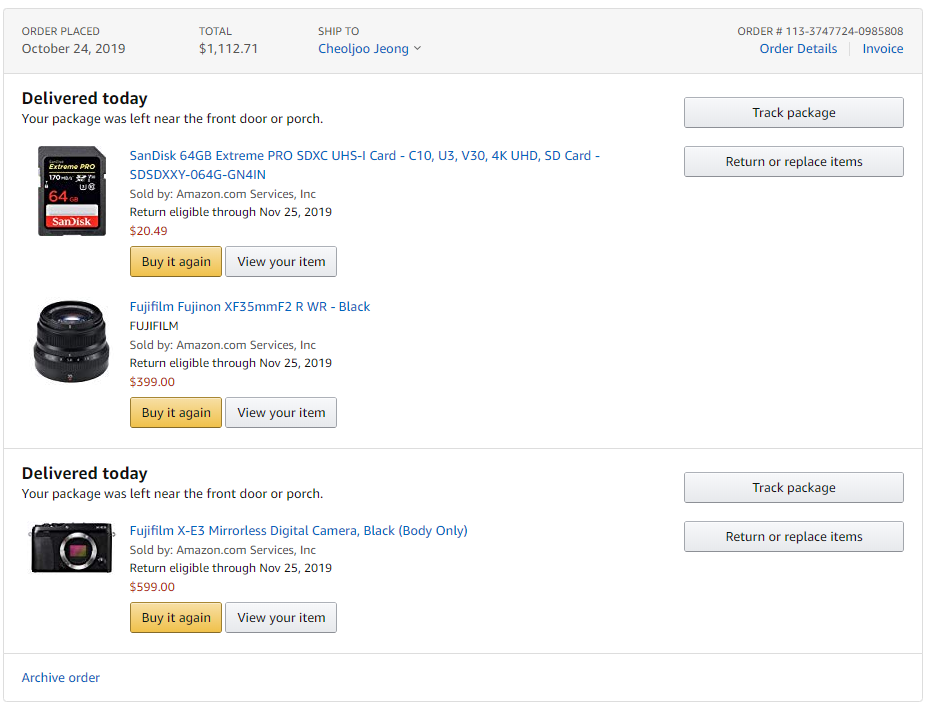 ORDER PLACED
October 24, 2019
TOTAL
$1,112.71
SHIP TO
Cheoljoo Jeong
ORDER # 113-3747724-0985808
Order Details
Invoice
Delivered today
Your package was left near the front door or porch.
Track package
Return or replace items
SanDisk
Extreme PRO
170 MB/s
64 GB
SanDisk
SanDisk 64GB Extreme PRO SDXC UHS-I Card - C10, U3, V30, 4K UHD, SD Card -
SDSDXXY-064G-GN4IN
Sold by: Amazon.com Services, Inc
Return eligible through Nov 25, 2019
$20.49
Buy it again
View your item
Fujifilm Fujinon XF35mmF2 R WR - Black
FUJIFILM
Sold by: Amazon.com Services, Inc
Return eligible through Nov 25, 2019
$399.00
Buy it again
View your item
Delivered today
Your package was left near the front door or porch.
Track package
Return or replace items
Fujifilm X-E3 Mirrorless Digital Camera, Black (Body Only)
Sold by: Amazon.com Services, Inc
Return eligible through Nov 25, 2019
$599.00
Buy it again
View your item
Archive order